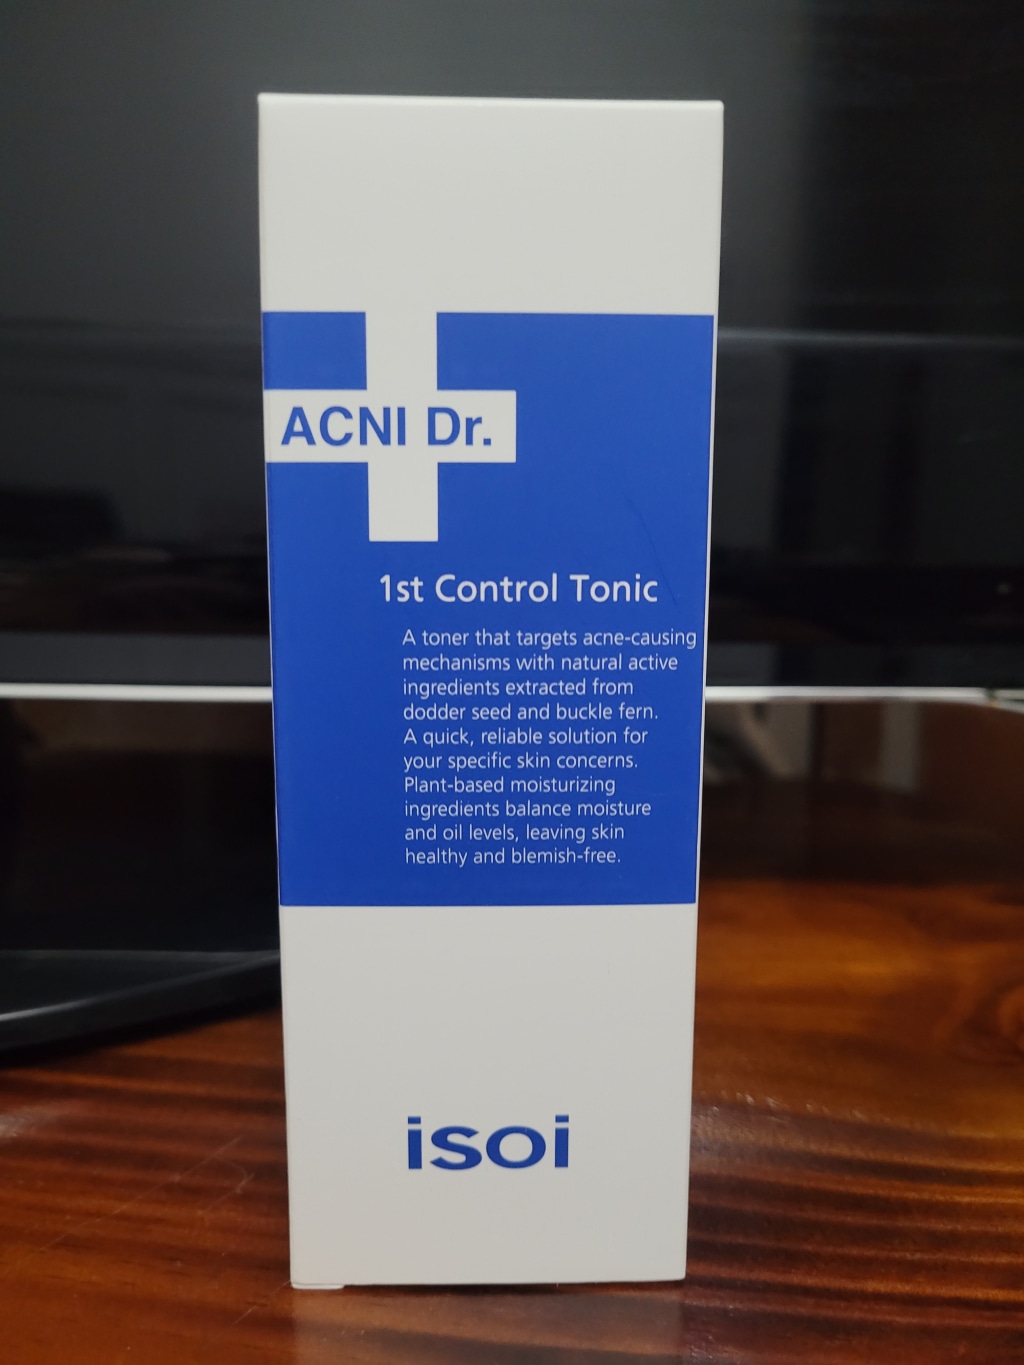 ACNI Dr.
1st Control Tonic
A toner that targets acne-causing
mechanisms with natural active
ingredients extracted from
dodder seed and buckle fern.
A quick, reliable solution for
your specific skin concerns.
Plant-based moisturizing
ingredients balance moisture
and oil levels, leaving skin
healthy and blemish-free.
isoi